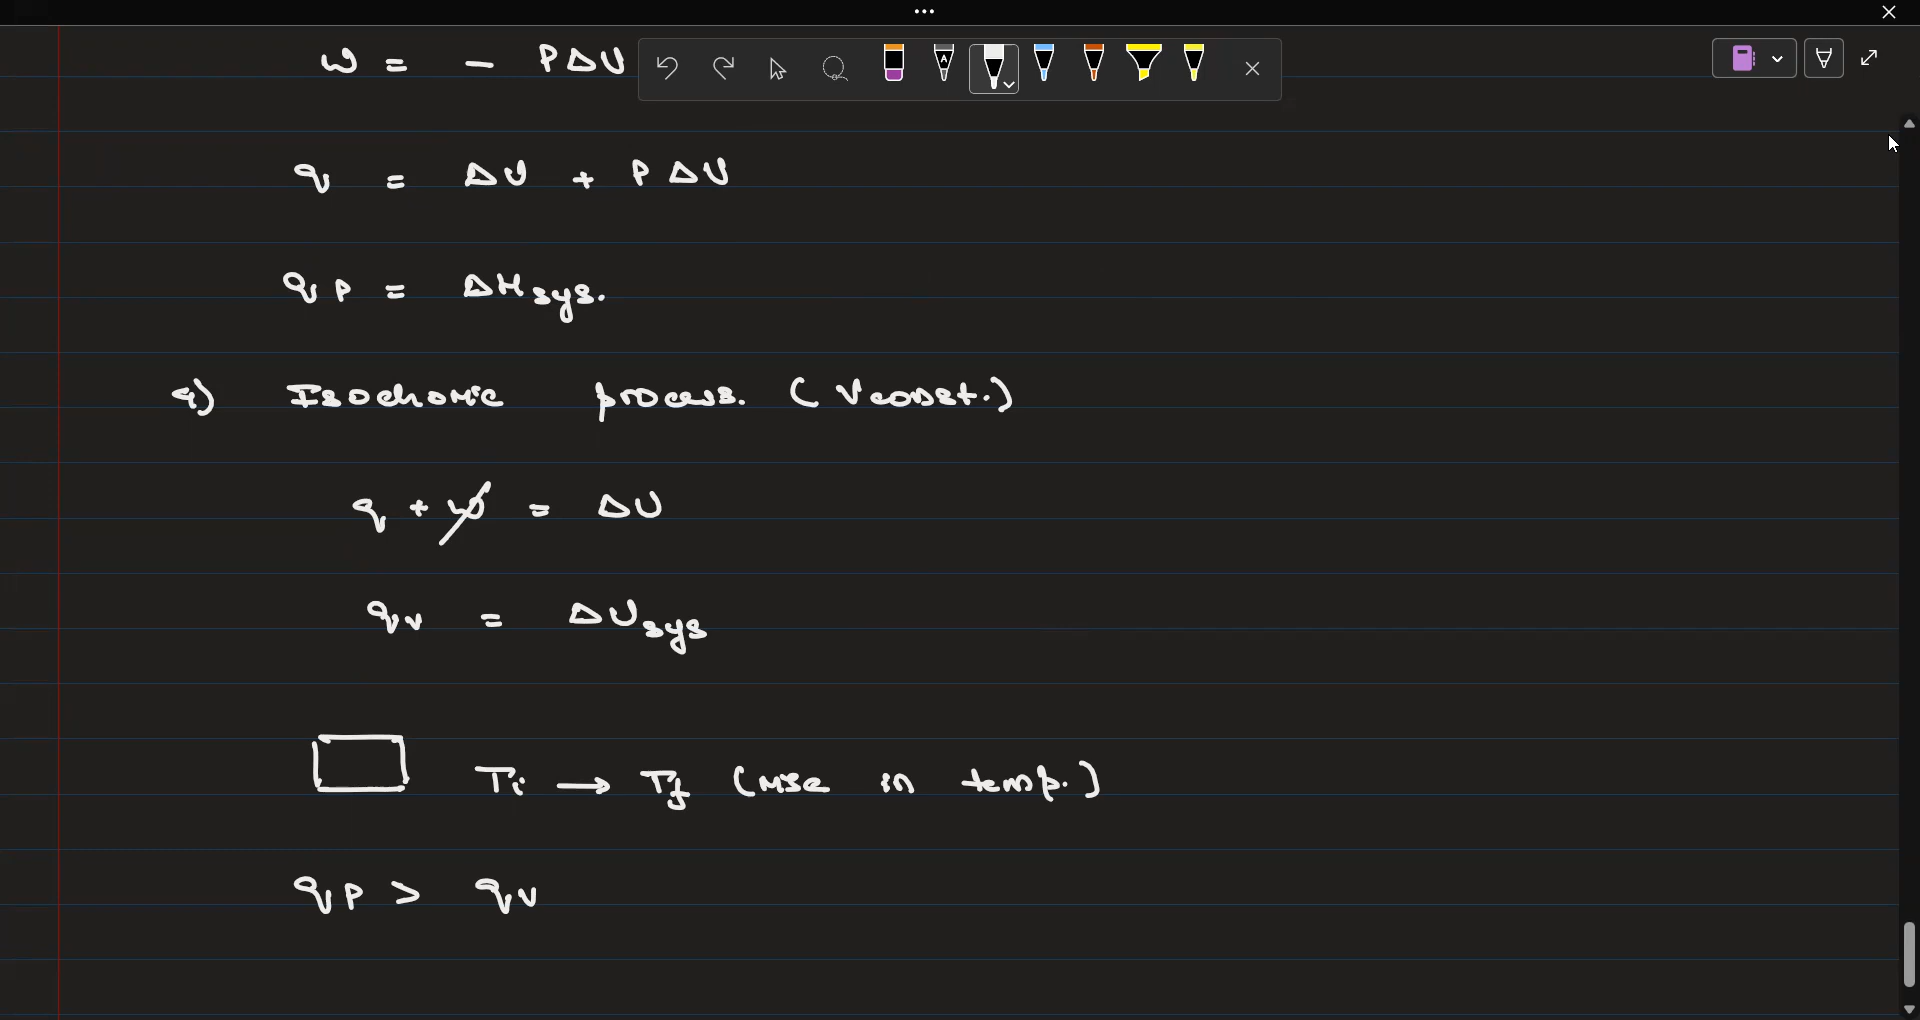 w = - PΔV
q = ΔU + PΔV
qp = ΔHsys.
4) Isochoric process. (V const.)
q + w = ΔU
qv = ΔUsys
Ti → Tf (rise in temp.)
qp > qv